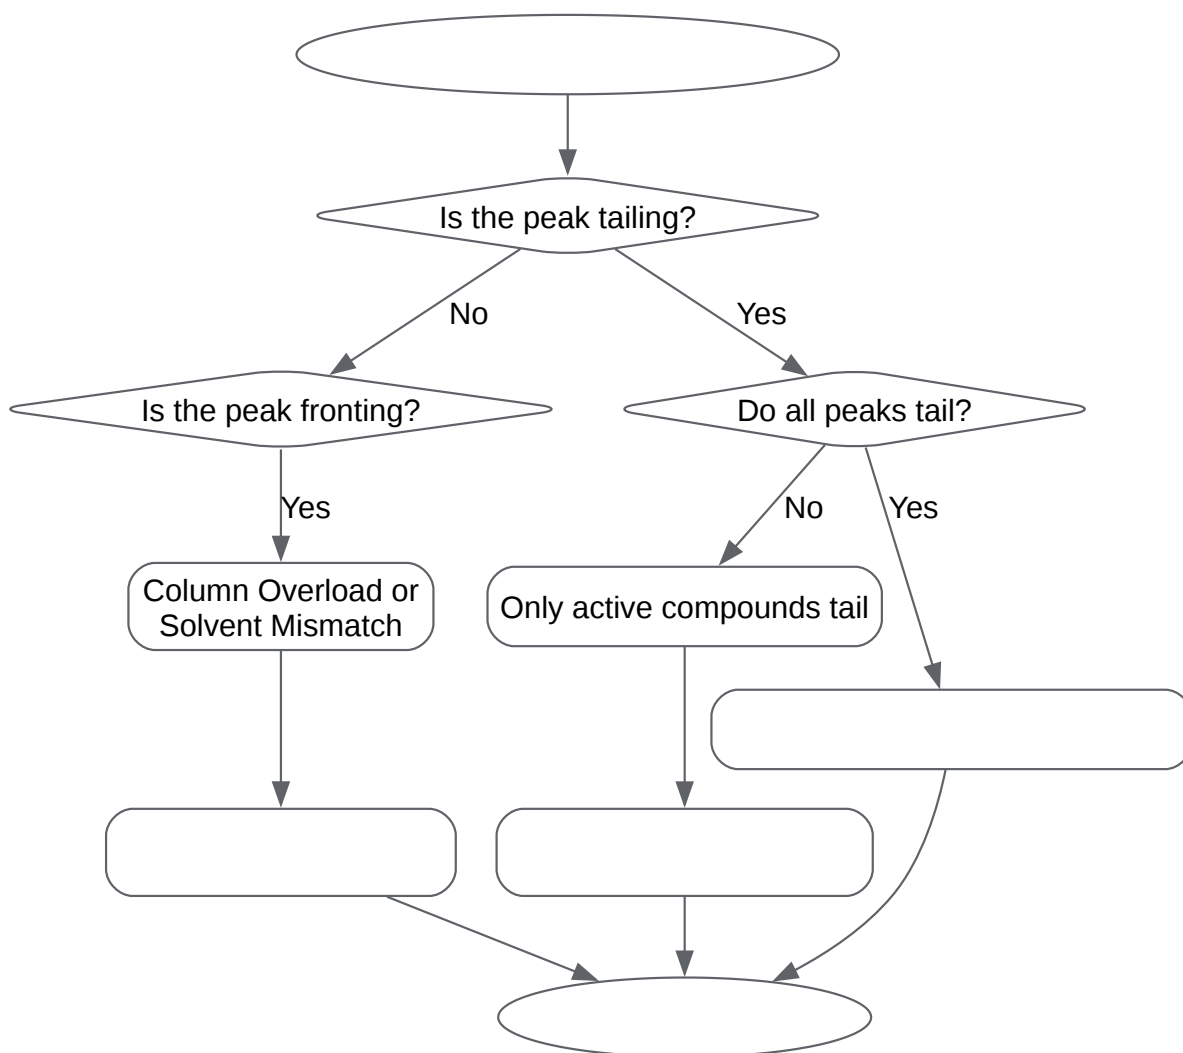 Is the peak tailing?
No
Yes
Is the peak fronting?
Do all peaks tail?
Yes
No
Yes
Column Overload or
Solvent Mismatch
Only active compounds tail